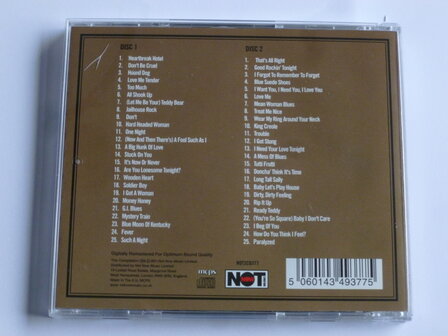 DISC 1
1. Heartbreak Hotel
2. Don't Be Cruel
3. Hound Dog
4. Love Me Tender
5. Too Much
6. All Shook Up
7. (Let Me Be Your) Teddy Bear
8. Jailhouse Rock
9. Don't
10. Hard Headed Woman
11. One Night
12. (Now And Then There's) A Fool Such As I
13. A Big Hunk Of Love
14. Stuck On You
15. It's Now Or Never
16. Are You Lonesome Tonight?
17. Wooden Heart
18. Soldier Boy
19. I Got A Woman
20. Money Honey
21. G.I. Blues
22. Mystery Train
23. Blue Moon Of Kentucky
24. Fever
25. Such A Night
DISC 2
1. That's All Right
2. Good Rockin' Tonight
3. I Forgot To Remember To Forget
4. Blue Suede Shoes
5. I Want You, I Need You, I Love You
6. Love Me
7. Mean Woman Blues
8. Treat Me Nice
9. Wear My Ring Around Your Neck
10. King Creole
11. Trouble
12. I Got Stung
13. I Need Your Love Tonight
14. A Mess Of Blues
15. Tutti Frutti
16. Doncha' Think It's Time
17. Long Tall Sally
18. Baby Let's Play House
19. Dirty, Dirty Feeling
20. Rip It Up
21. Ready Teddy
22. (You're So Square) Baby I Don't Care
23. I Beg Of You
24. How Do You Think I Feel?
25. Paralyzed
Digitally Remastered For Optimum Sound Quality
mcps
NOT
NOT2CD377
5 060143 493775